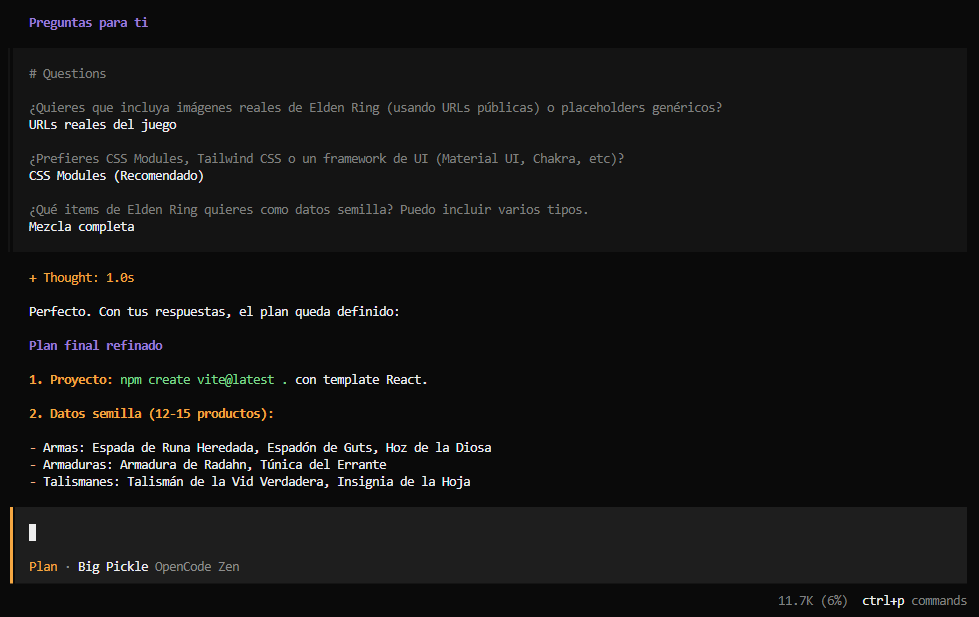 Preguntas para ti
# Questions
¿Quieres que incluya imágenes reales de Elden Ring (usando URLs públicas) o placeholders genéricos?
URLs reales del juego
¿Prefieres CSS Modules, Tailwind CSS o un framework de UI (Material UI, Chakra, etc)?
CSS Modules (Recomendado)
¿Qué items de Elden Ring quieres como datos semilla? Puedo incluir varios tipos.
Mezcla completa
+ Thought: 1.0s
Perfecto. Con tus respuestas, el plan queda definido:
Plan final refinado
1. Proyecto: npm create vite@latest . con template React.
2. Datos semilla (12-15 productos):
- Armas: Espada de Runa Heredada, Espadón de Guts, Hoz de la Diosa
- Armaduras: Armadura de Radahn, Túnica del Errante
- Talismanes: Talismán de la Vid Verdadera, Insignia de la Hoja
Plan · Big Pickle OpenCode Zen
11.7K (6%) ctrl+p commands